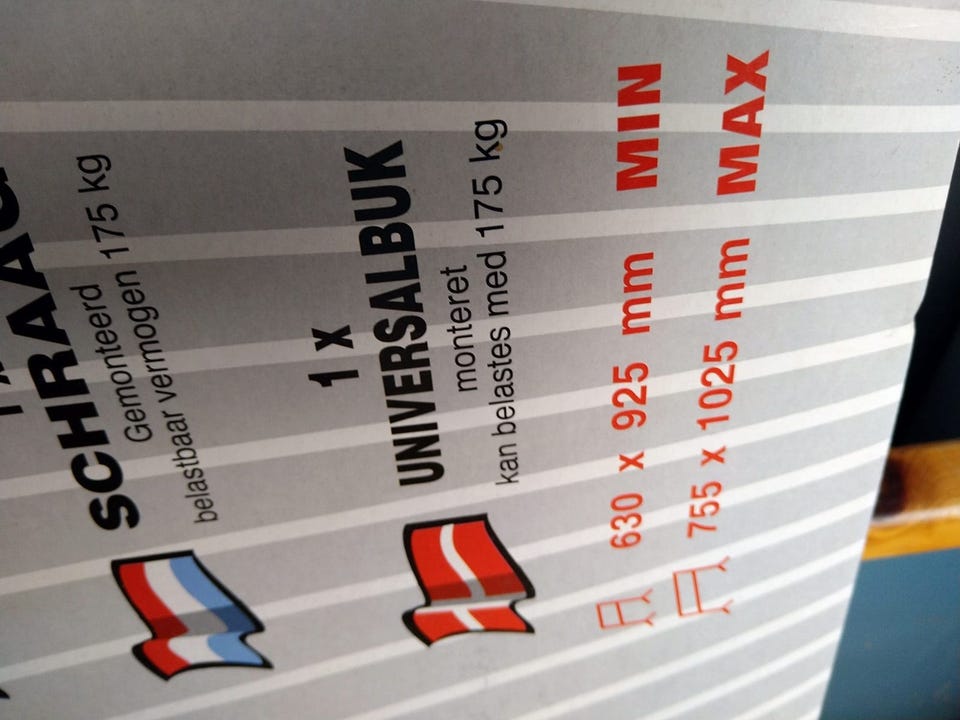 SCHRAAG
Gemonteerd
belastbaar vermogen 175 kg
1 x
UNIVERSALBUK
monteret
kan belastes med 175 kg
630 x 925 mm MIN
755 x 1025 mm MAX